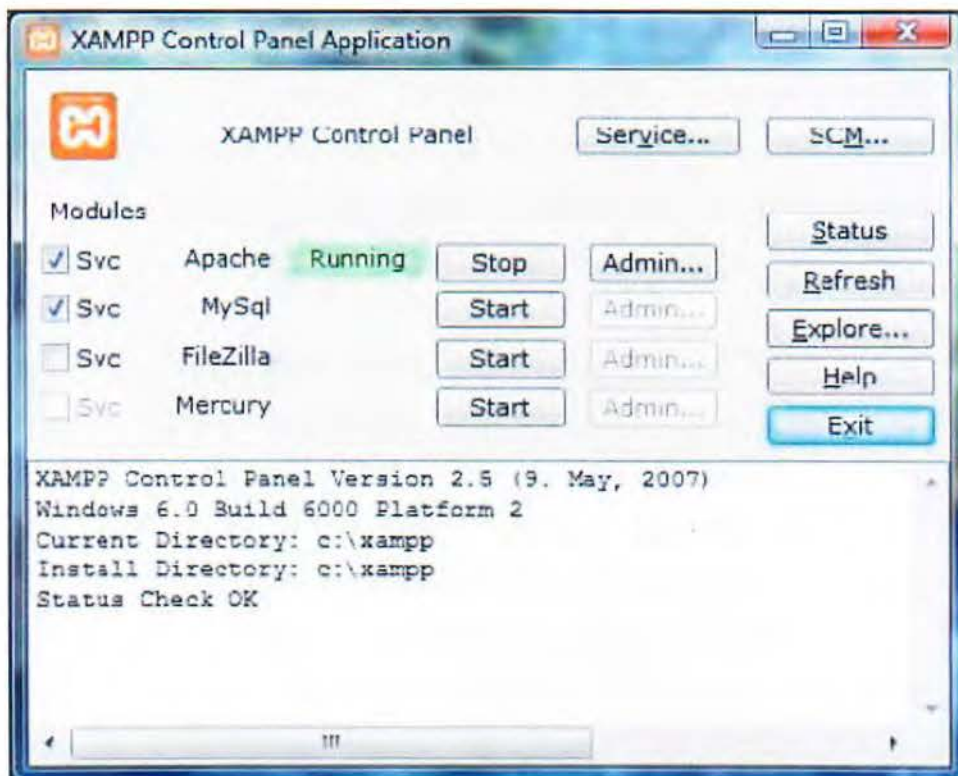 XAMPP Control Panel Application
XAMPP Control Panel Service... SCM...
Modules
Status
Svc Apache Running Stop Admin...
Refresh
Svc MySql Start Admin...
Explore...
Svc FileZilla Start Admin...
Help
Svc Mercury Start Admin...
Exit
XAMPP Control Panel Version 2.5 (9. May, 2007)
Windows 6.0 Build 6000 Platform 2
Current Directory: c:\xampp
Install Directory: c:\xampp
Status Check OK